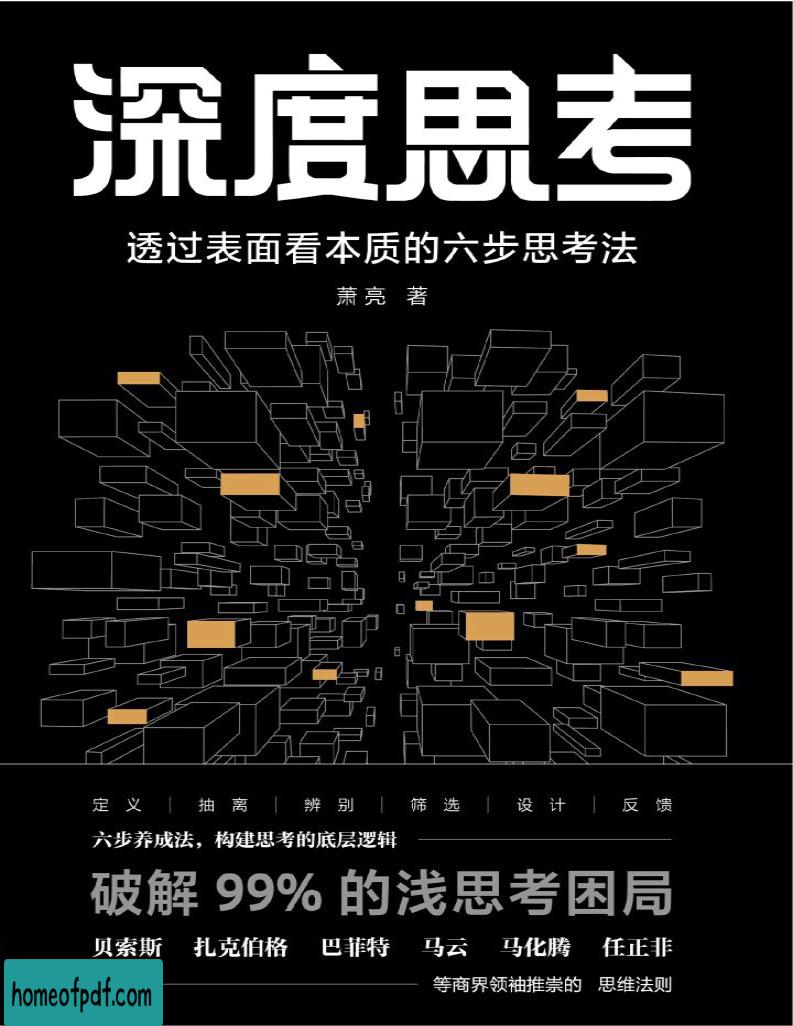 深度思考
透过表面看本质的六步思考法
萧亮 著
定义 | 抽离 | 辨别 | 筛选 | 设计 | 反馈
六步养成法，构建思考的底层逻辑
破解 99% 的浅思考困局
贝索斯 扎克伯格 巴菲特 马云 马化腾 任正非
等商界领袖推崇的 思维法则
homeofpdf.com